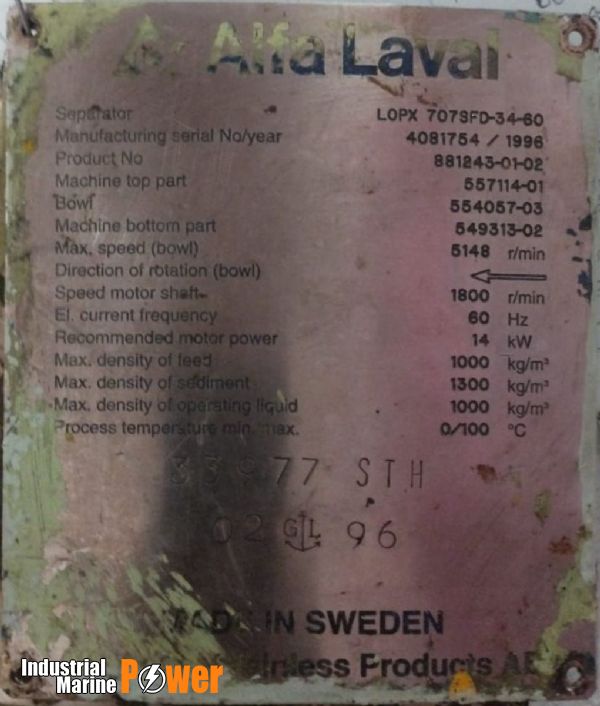 Alfa Laval
Separator LOPX 707SFD-34-60
Manufacturing serial No/year 4081754 / 1996
Product No 881243-01-02
Machine top part 557114-01
Bowl 554057-03
Machine bottom part 549313-02
Max. speed (bowl) 5148 r/min
Direction of rotation (bowl)
Speed motor shaft 1800 r/min
El. current frequency 60 Hz
Recommended motor power 14 kW
Max. density of feed 1000 kg/m³
Max. density of sediment 1300 kg/m³
Max. density of operating liquid 1000 kg/m³
Process temperature min. max. 0/100 °C
33977 STH
02 GL 96
MADE IN SWEDEN
Products AB
Industrial
Marine Power